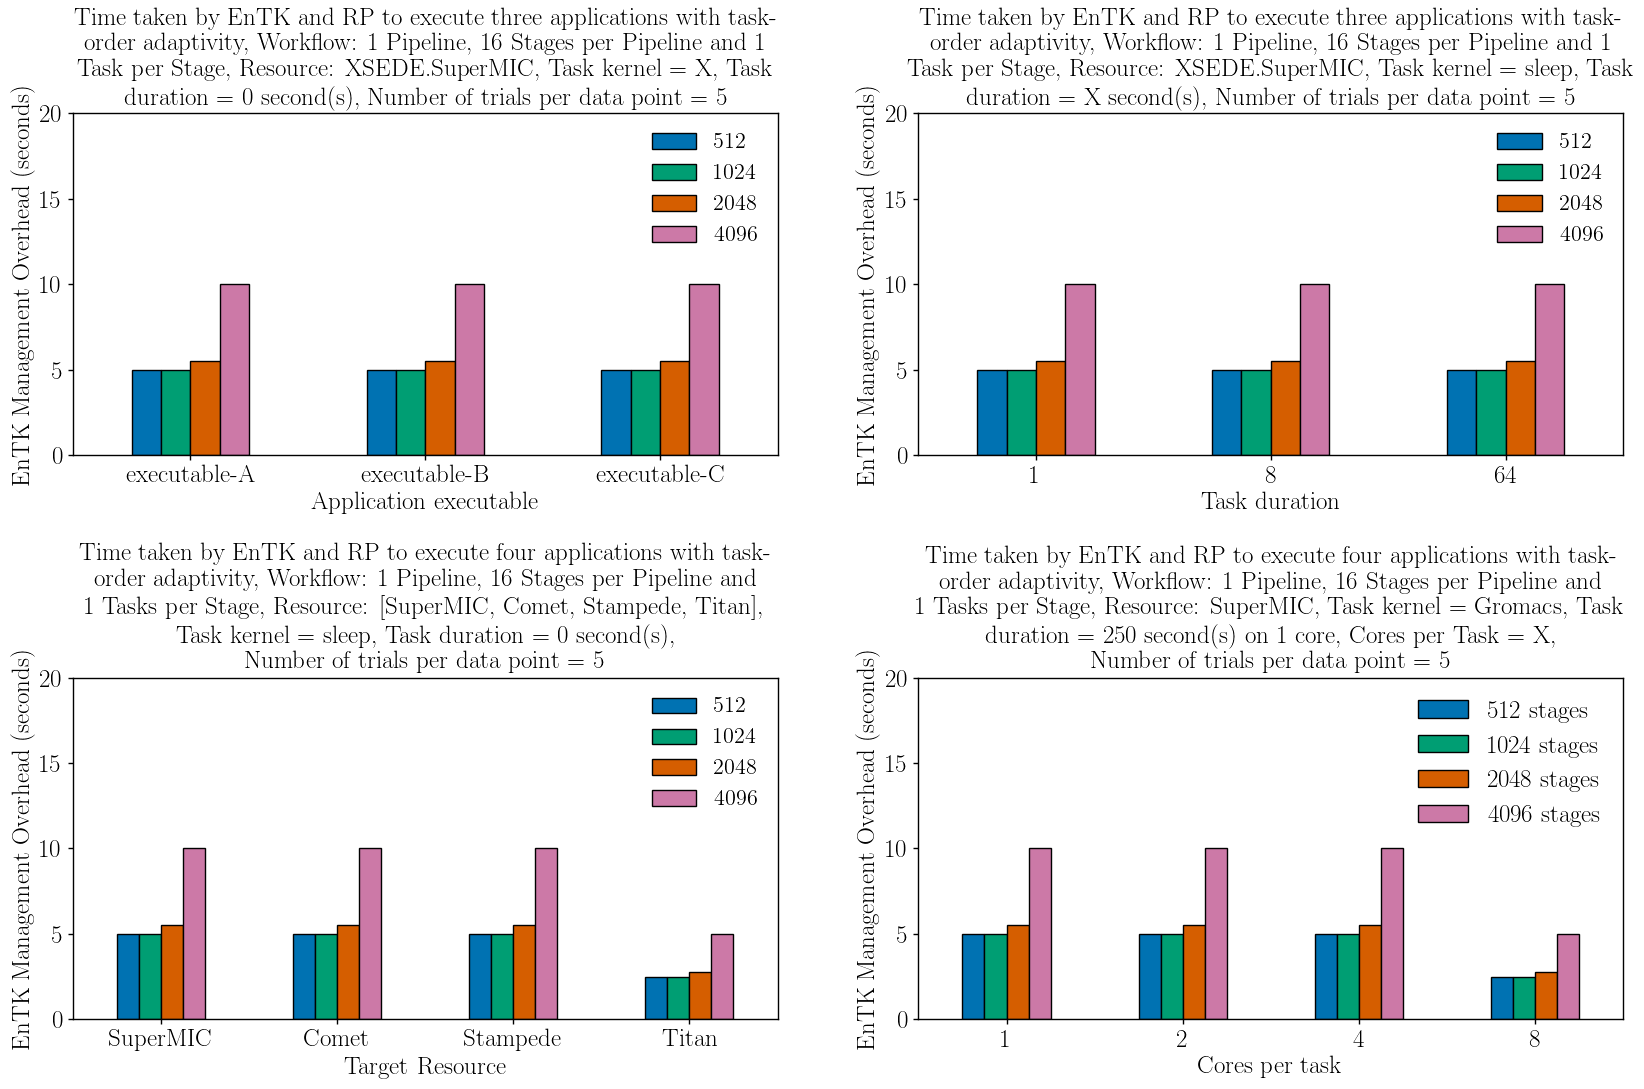 Time taken by EnTK and RP to execute three applications with task-
order adaptivity, Workflow: 1 Pipeline, 16 Stages per Pipeline and 1
Task per Stage, Resource: XSEDE.SuperMIC, Task kernel = X, Task
duration = 0 second(s), Number of trials per data point = 5
EnTK Management Overhead (seconds)
20
15
10
5
0
512
1024
2048
4096
executable-A
executable-B
executable-C
Application executable
Time taken by EnTK and RP to execute three applications with task-
order adaptivity, Workflow: 1 Pipeline, 16 Stages per Pipeline and 1
Task per Stage, Resource: XSEDE.SuperMIC, Task kernel = sleep, Task
duration = X second(s), Number of trials per data point = 5
EnTK Management Overhead (seconds)
20
15
10
5
0
512
1024
2048
4096
1
8
64
Task duration
Time taken by EnTK and RP to execute four applications with task-
order adaptivity, Workflow: 1 Pipeline, 16 Stages per Pipeline and
1 Tasks per Stage, Resource: [SuperMIC, Comet, Stampede, Titan],
Task kernel = sleep, Task duration = 0 second(s),
Number of trials per data point = 5
EnTK Management Overhead (seconds)
20
15
10
5
0
512
1024
2048
4096
SuperMIC
Comet
Stampede
Titan
Target Resource
Time taken by EnTK and RP to execute four applications with task-
order adaptivity, Workflow: 1 Pipeline, 16 Stages per Pipeline and
1 Tasks per Stage, Resource: SuperMIC, Task kernel = Gromacs, Task
duration = 250 second(s) on 1 core, Cores per Task = X,
Number of trials per data point = 5
EnTK Management Overhead (seconds)
20
15
10
5
0
512 stages
1024 stages
2048 stages
4096 stages
1
2
4
8
Cores per task